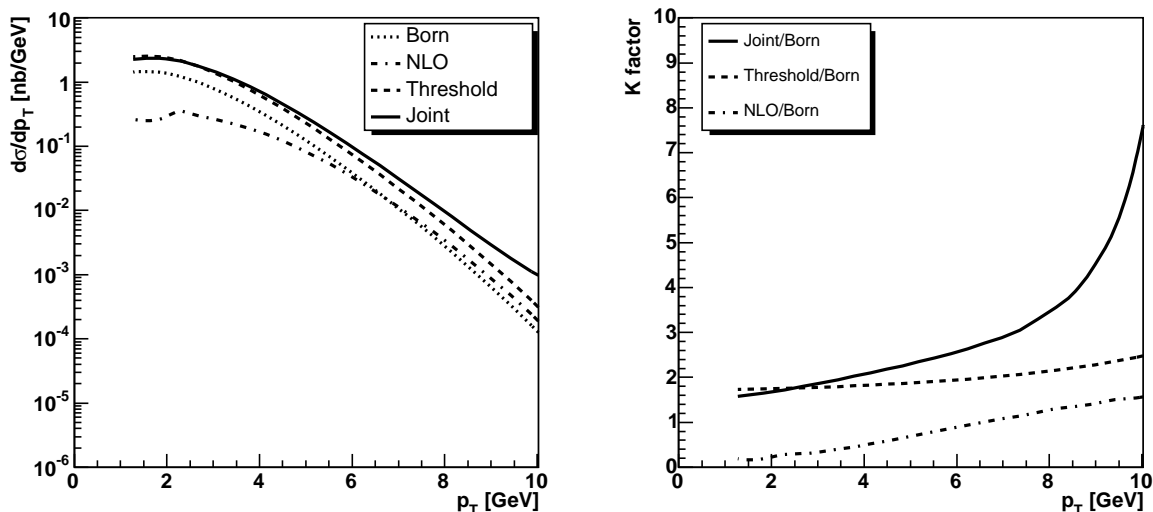 dσ/dp_T [nb/GeV]
10
1
10^-1
10^-2
10^-3
10^-4
10^-5
10^-6
0 2 4 6 8 10
p_T [GeV]
Born
NLO
Threshold
Joint
K factor
10
9
8
7
6
5
4
3
2
1
0
0 2 4 6 8 10
p_T [GeV]
Joint/Born
Threshold/Born
NLO/Born